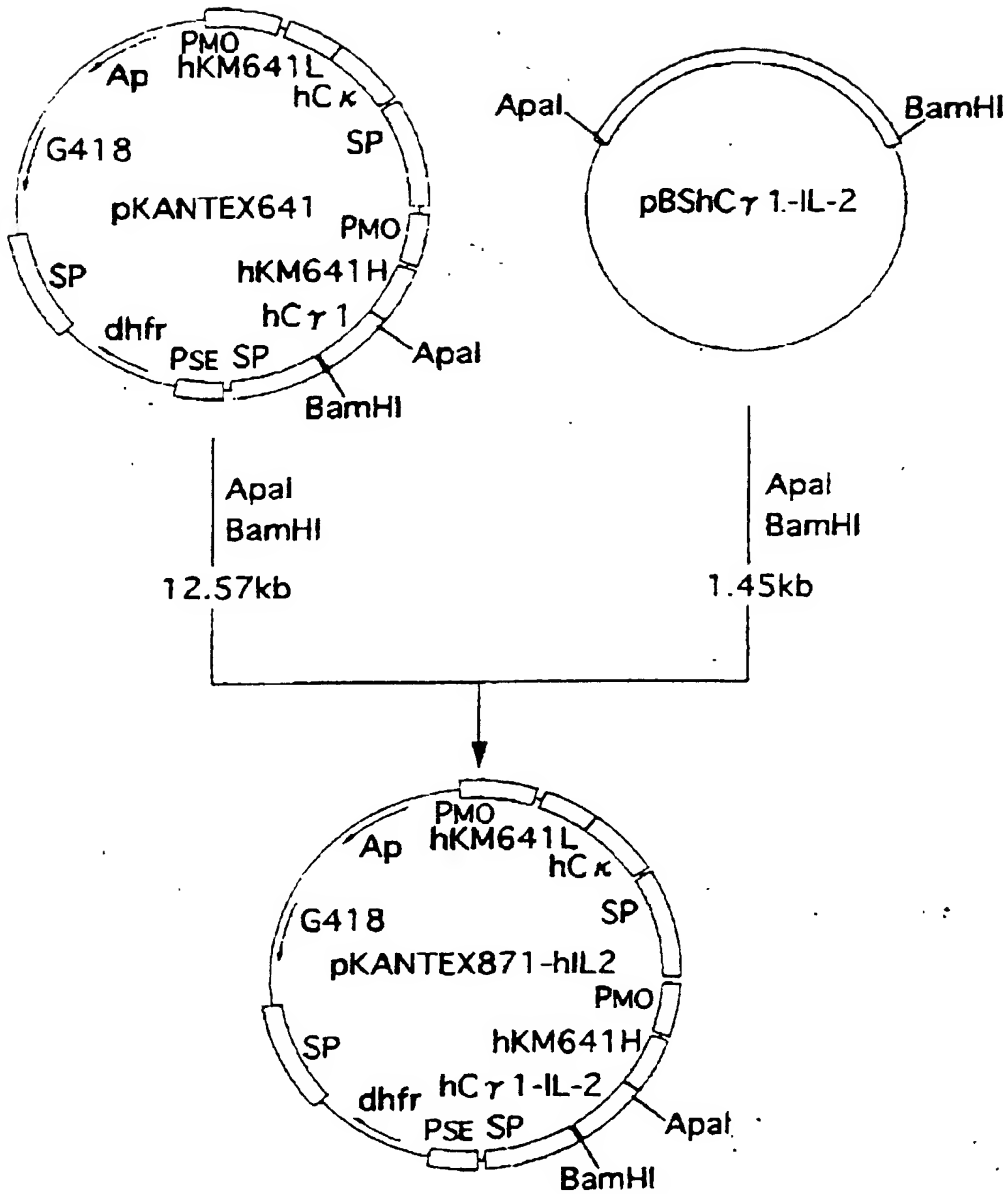 PMO
hKM641L
Ap
hCκ
SP
G418
pKANTEX641
PMO
hKM641H
SP
hCγ1
dhfr
ApaI
PSE SP
BamHI
ApaI
BamHI
pBShCγ1.-IL-2
ApaI
BamHI
12.57kb
ApaI
BamHI
1.45kb
PMO
hKM641L
Ap
hCκ
SP
G418
pKANTEX871-hIL2
PMO
hKM641H
SP
hCγ1-IL-2
dhfr
ApaI
PSE SP
BamHI